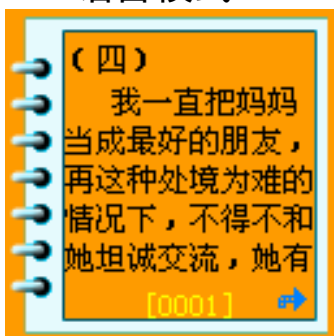 （四）
我一直把妈妈
当成最好的朋友，
再这种处境为难的
情况下，不得不和
她坦诚交流，她有
[0001]